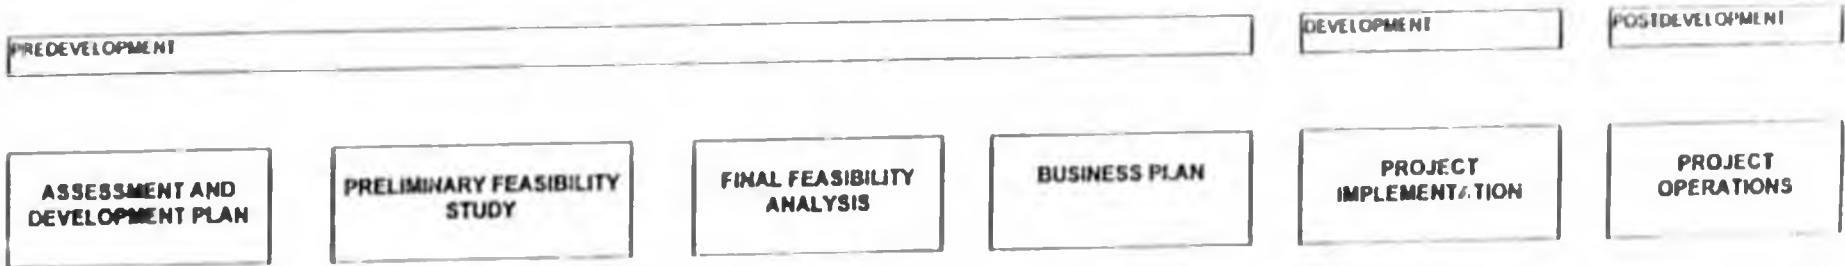 PREDEVELOPMENT
DEVELOPMENT
POSTDEVELOPMENT
ASSESSMENT AND
DEVELOPMENT PLAN
PRELIMINARY FEASIBILITY
STUDY
FINAL FEASIBILITY
ANALYSIS
BUSINESS PLAN
PROJECT
IMPLEMENTATION
PROJECT
OPERATIONS